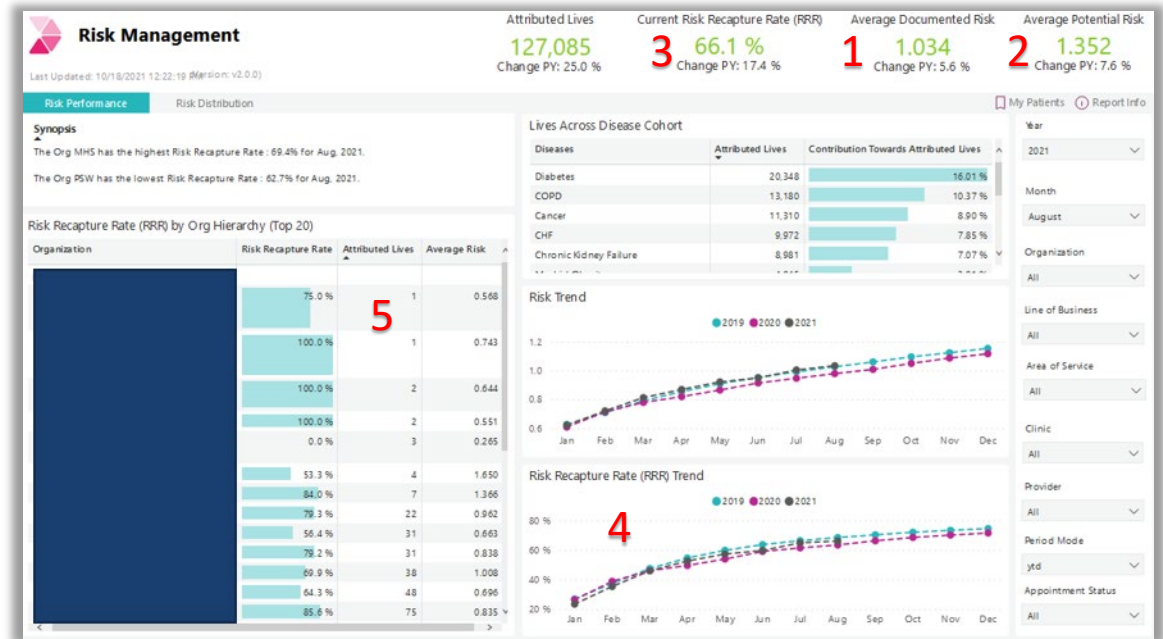 Risk Management
Last Updated: 10/18/2021 12:22:19 PM (Version: v2.0.0)
Attributed Lives
127,085
Change PY: 25.0 %
Current Risk Recapture Rate (RRR)
3
66.1 %
Change PY: 17.4 %
Average Documented Risk
1
1.034
Change PY: 5.6 %
Average Potential Risk
2
1.352
Change PY: 7.6 %
Risk Performance Risk Distribution
My Patients Report Info
Synopsis
The Org MHS has the highest Risk Recapture Rate : 69.4% for Aug, 2021.
The Org PSW has the lowest Risk Recapture Rate : 62.7% for Aug, 2021.
Risk Recapture Rate (RRR) by Org Hierarchy (Top 20)
Organization Risk Recapture Rate Attributed Lives Average Risk
75.0 % 1 0.568
5
100.0 % 1 0.743
100.0 % 2 0.644
100.0 % 2 0.551
0.0 % 3 0.265
53.3 % 4 1.650
84.0 % 7 1.366
79.3 % 22 0.962
56.4 % 31 0.663
79.2 % 31 0.838
69.9 % 38 1.008
64.3 % 48 0.696
85.6 % 75 0.835
Lives Across Disease Cohort
Diseases Attributed Lives Contribution Towards Attributed Lives
Diabetes 20,348 16.01 %
COPD 13,180 10.37 %
Cancer 11,310 8.90 %
CHF 9,972 7.85 %
Chronic Kidney Failure 8,981 7.07 %
Risk Trend
2019 2020 2021
1.2
1.0
0.8
0.6
Jan Feb Mar Apr May Jun Jul Aug Sep Oct Nov Dec
Risk Recapture Rate (RRR) Trend
2019 2020 2021
4
80 %
60 %
40 %
20 %
Jan Feb Mar Apr May Jun Jul Aug Sep Oct Nov Dec
Year
2021
Month
August
Organization
All
Line of Business
All
Area of Service
All
Clinic
All
Provider
All
Period Mode
ytd
Appointment Status
All